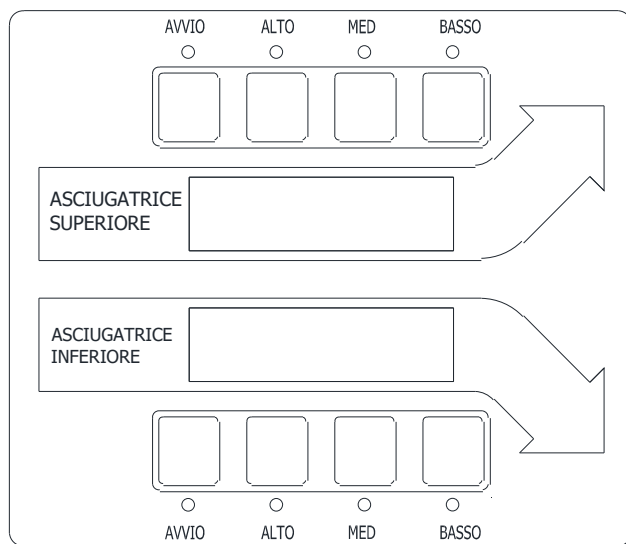 AVVIO ALTO MED BASSO
ASCIUGATRICE
SUPERIORE
ASCIUGATRICE
INFERIORE
AVVIO ALTO MED BASSO